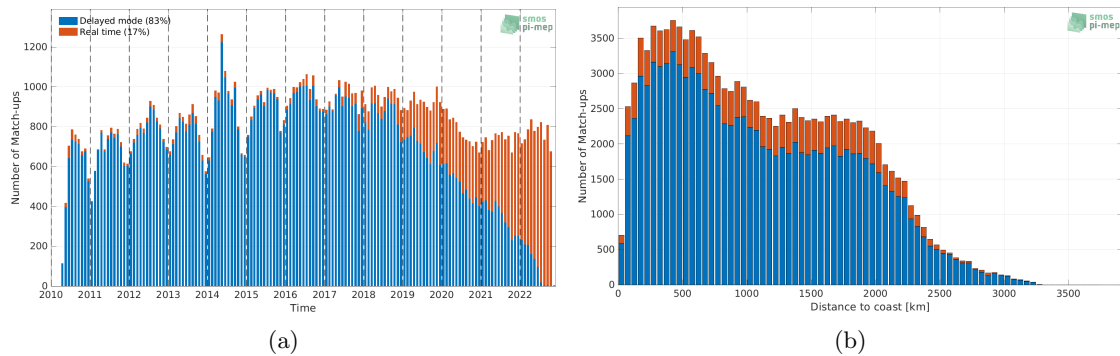 Delayed mode (83%)
Real time (17%)
smos
pi-mep
Number of Match-ups
1200
1000
800
600
400
200
0
2010 2011 2012 2013 2014 2015 2016 2017 2018 2019 2020 2021 2022
Time
(a)
smos
pi-mep
Number of Match-ups
3500
3000
2500
2000
1500
1000
500
0
0 500 1000 1500 2000 2500 3000 3500
Distance to coast [km]
(b)